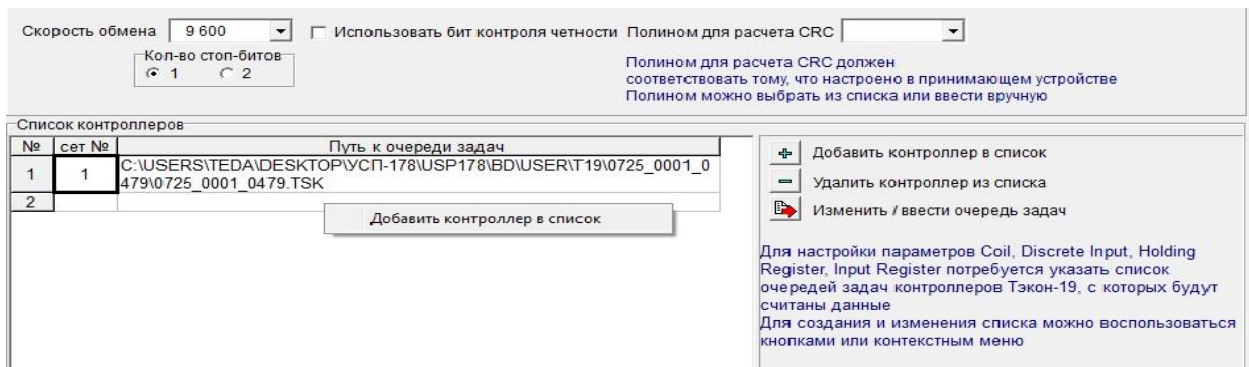 Скорость обмена 9 600 Использовать бит контроля четности Полином для расчета CRC
Кол-во стоп-битов
1 2
Полином для расчета CRC должен
соответствовать тому, что настроено в принимающем устройстве
Полином можно выбрать из списка или ввести вручную
Список контроллеров
№ сет № Путь к очереди задач
1 1 C:\USERS\TEDA\DESKTOP\УСП-178\USP178\BD\USER\T19\0725_0001_0
479\0725_0001_0479.TSK
2
Добавить контроллер в список
Добавить контроллер в список
Удалить контроллер из списка
Изменить / ввести очередь задач
Для настройки параметров Coil, Discrete Input, Holding
Register, Input Register потребуется указать список
очередей задач контроллеров Тэкон-19, с которых будут
считаны данные
Для создания и изменения списка можно воспользоваться
кнопками или контекстным меню